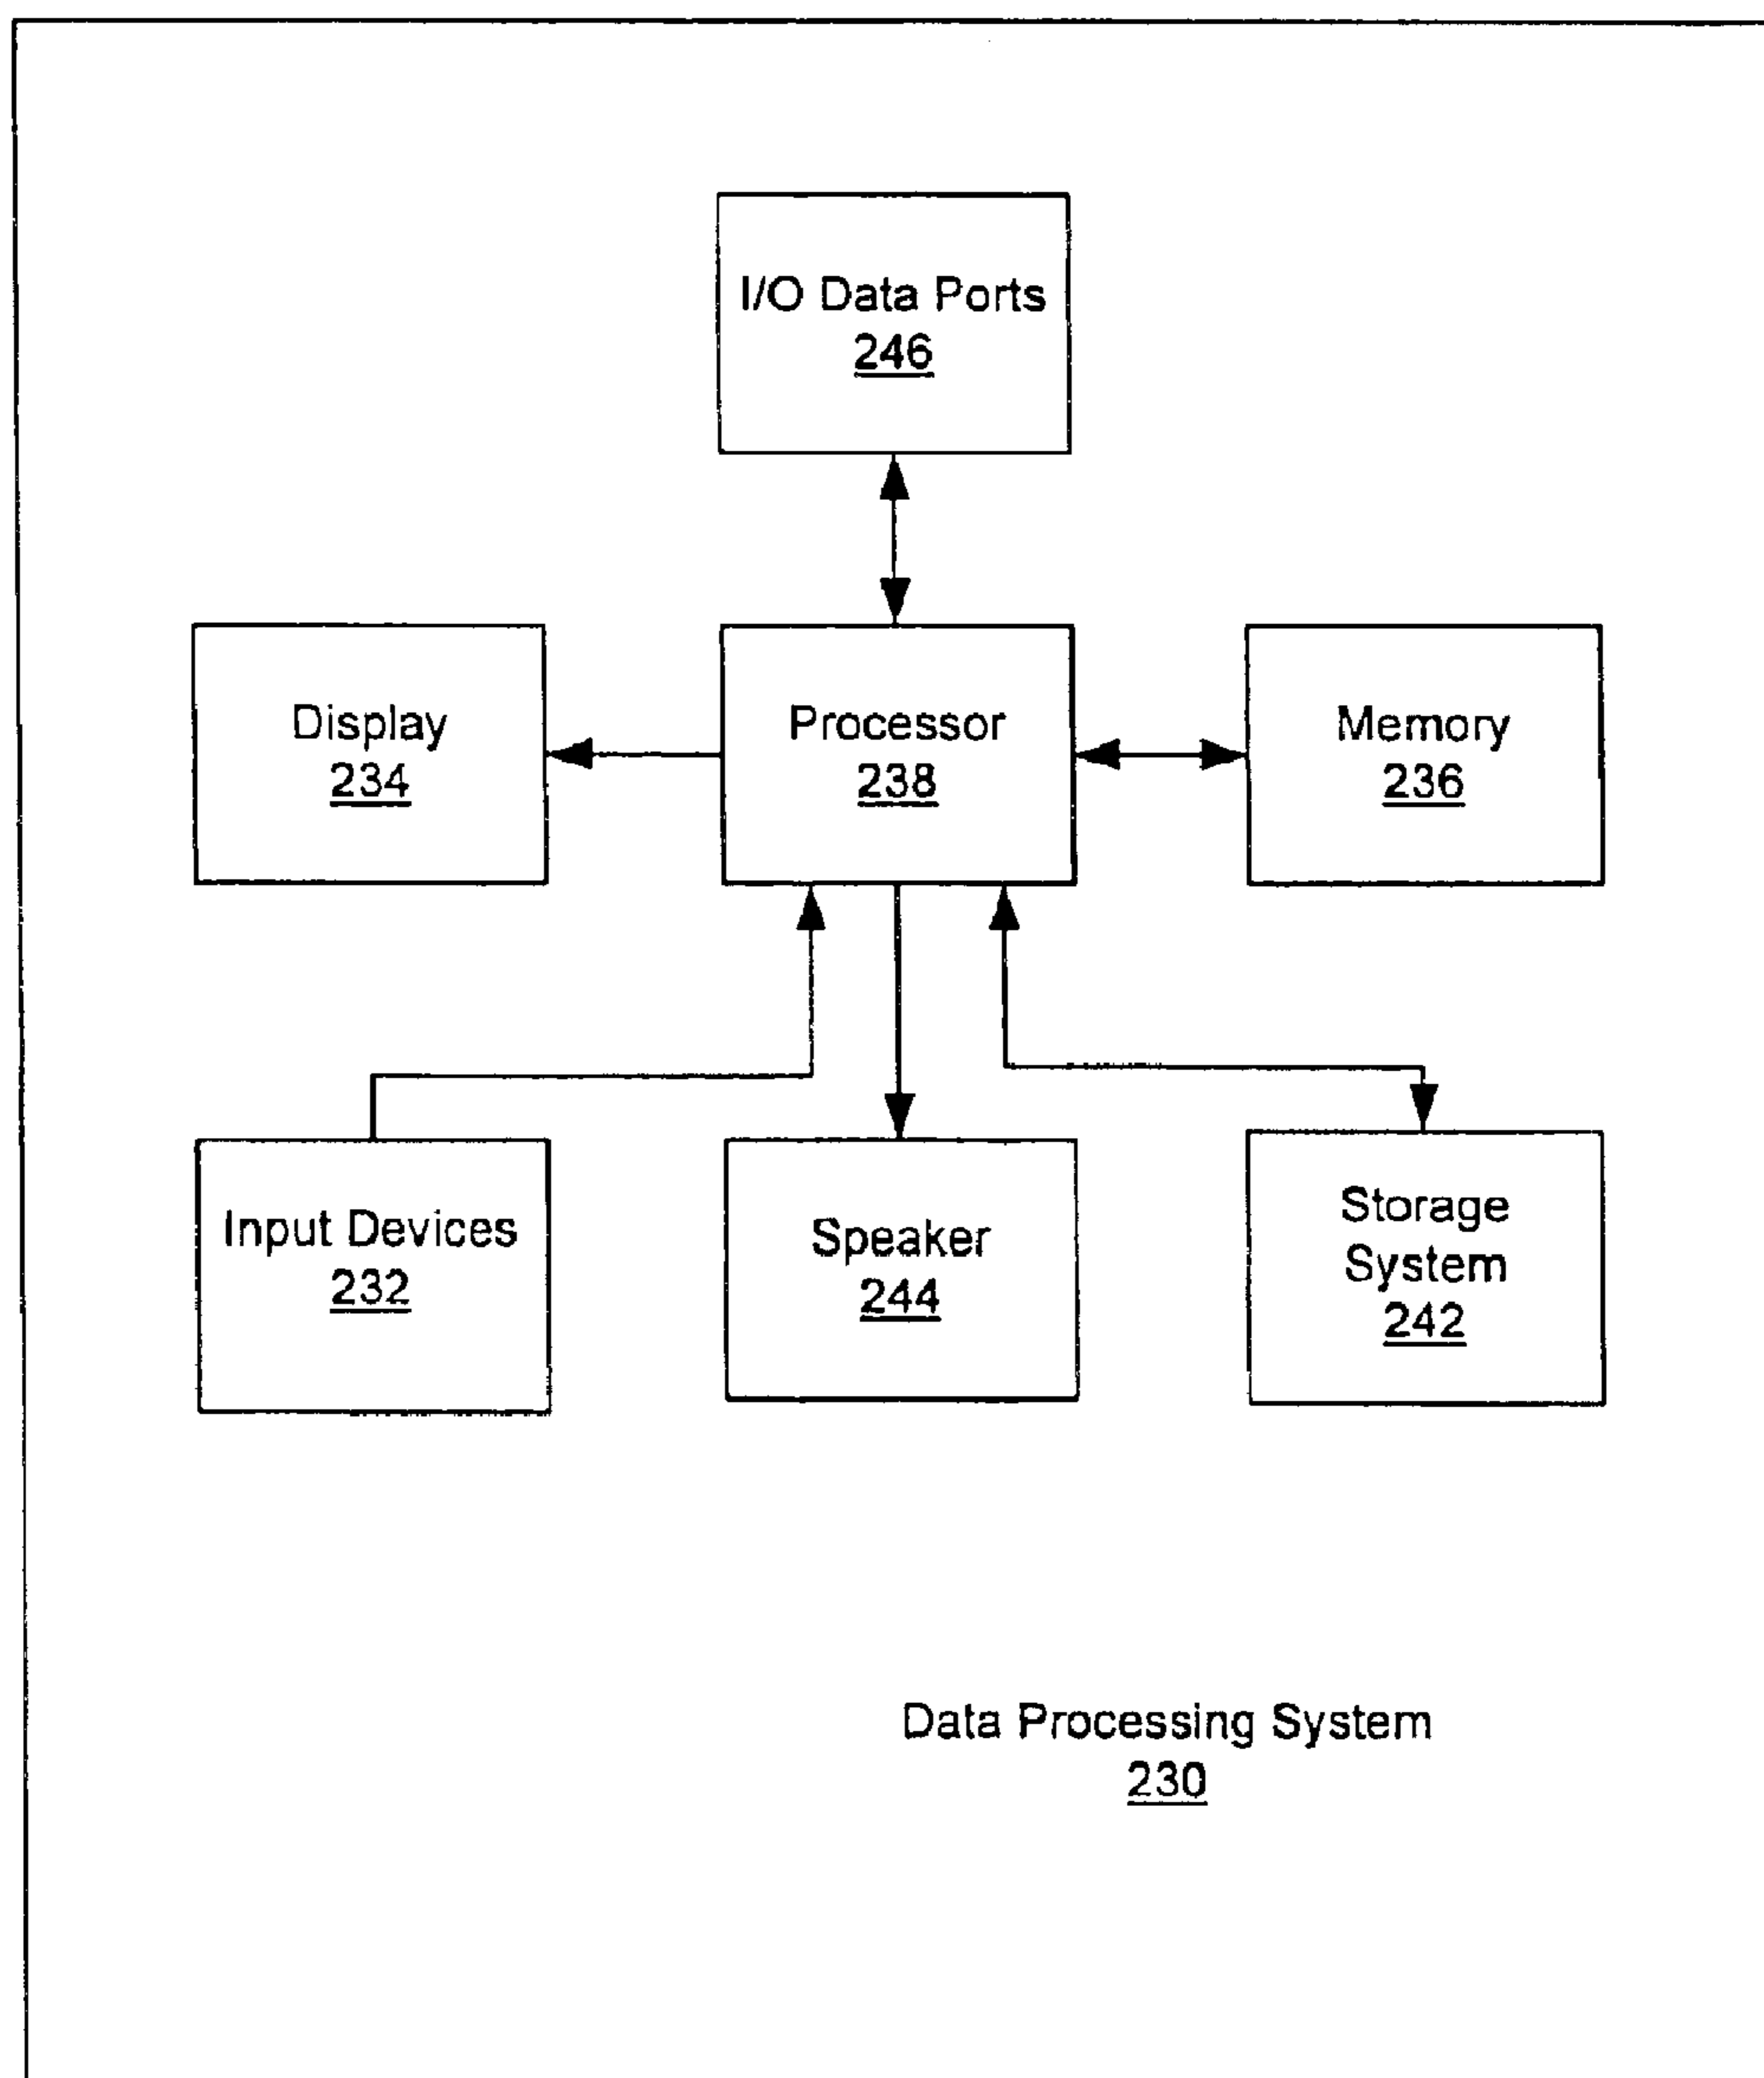 I/O Data Ports
246
Display
234
Processor
238
Memory
236
Input Devices
232
Speaker
244
Storage
System
242
Data Processing System
230